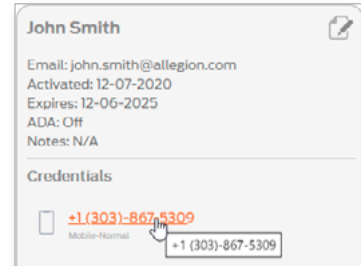 John Smith
Email: john.smith@allegion.com
Activated: 12-07-2020
Expires: 12-06-2025
ADA: Off
Notes: N/A
Credentials
+1 (303)-867-5309
Mobile-Normal
+1 (303)-867-5309